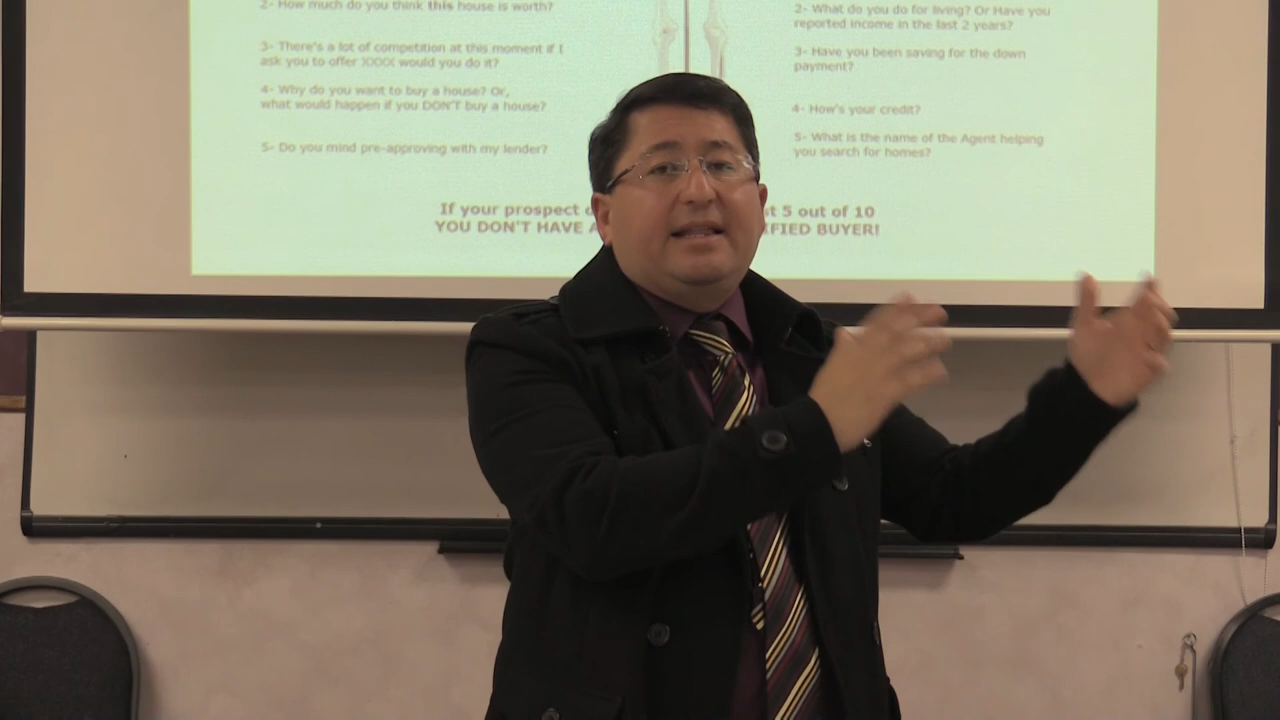 2- How much do you think this house is worth?
3- There's a lot of competition at this moment if I
ask you to offer XXXX would you do it?
4- Why do you want to buy a house? Or,
what would happen if you DON'T buy a house?
5- Do you mind pre-approving with my lender?
2- What do you do for living? Or Have you
reported income in the last 2 years?
3- Have you been saving for the down
payment?
4- How's your credit?
5- What is the name of the Agent helping
you search for homes?
If your prospect 5 out of 10
YOU DON'T HAVE BUYER!